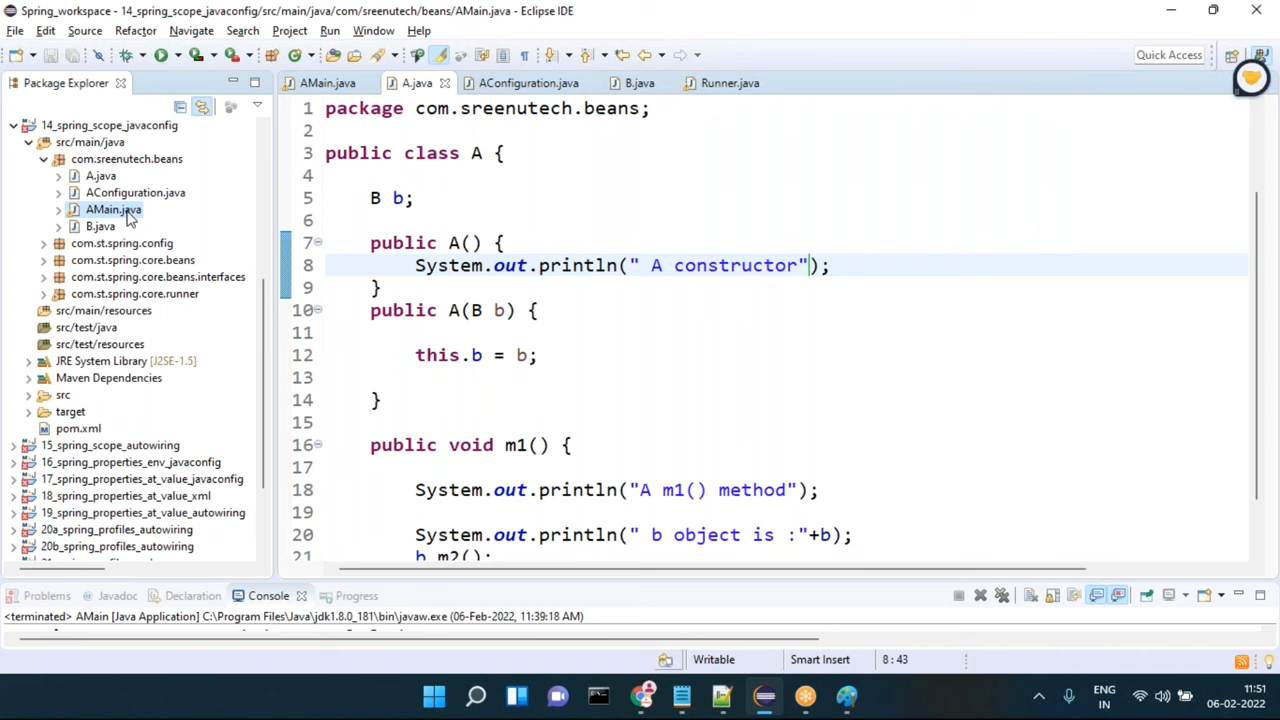 Spring_workspace - 14_spring_scope_javaconfig/src/main/java/com/sreenutech/beans/AMain.java - Eclipse IDE
File Edit Source Refactor Navigate Search Project Run Window Help
Quick Access
Package Explorer
AMain.java A.java AConfiguration.java B.java Runner.java
14_spring_scope_javaconfig
src/main/java
com.sreenutech.beans
A.java
AConfiguration.java
AMain.java
B.java
com.st.spring.config
com.st.spring.core.beans
com.st.spring.core.beans.interfaces
com.st.spring.core.runner
src/main/resources
src/test/java
src/test/resources
JRE System Library [J2SE-1.5]
Maven Dependencies
src
target
pom.xml
15_spring_scope_autowiring
16_spring_properties_env_javaconfig
17_spring_properties_at_value_javaconfig
18_spring_properties_at_value_xml
19_spring_properties_at_value_autowiring
20a_spring_profiles_autowiring
20b_spring_profiles_autowiring
1 package com.sreenutech.beans;
2
3 public class A {
4
5 B b;
6
7 public A() {
8 System.out.println(" A constructor");
9 }
10 public A(B b) {
11
12 this.b = b;
13
14 }
15
16 public void m1() {
17
18 System.out.println("A m1() method");
19
20 System.out.println(" b object is :"+b);
21 b m2();
Problems Javadoc Declaration Console Progress
<terminated> AMain [Java Application] C:\Program Files\Java\jdk1.8.0_181\bin\javaw.exe (06-Feb-2022, 11:39:18 AM)
Writable Smart Insert 8 : 43
ENG
IN
11:51
06-02-2022